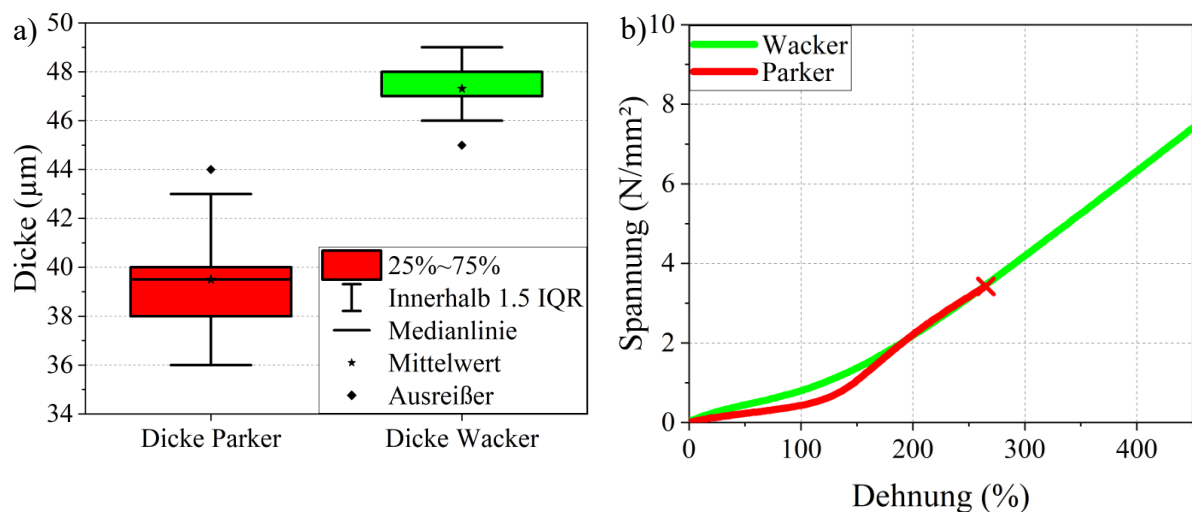 a)
50
48
46
44
42
40
38
36
34
Dicke (µm)
25%~75%
Innerhalb 1.5 IQR
Medianlinie
Mittelwert
Ausreißer
Dicke Parker
Dicke Wacker
b)
10
8
6
4
2
0
Spannung (N/mm²)
Wacker
Parker
0
100
200
300
400
Dehnung (%)